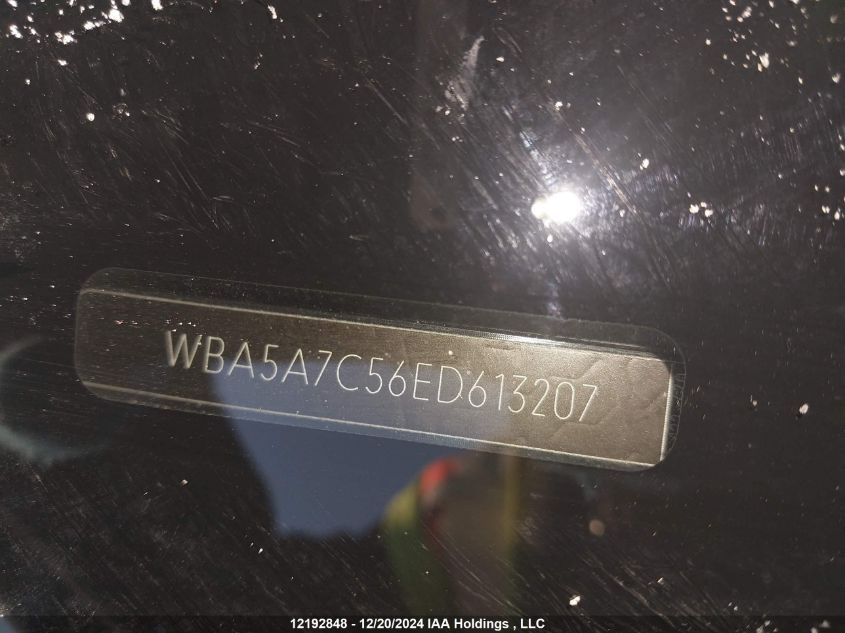 WBA5A7C56ED613207
12192848 - 12/20/2024 IAA Holdings , LLC